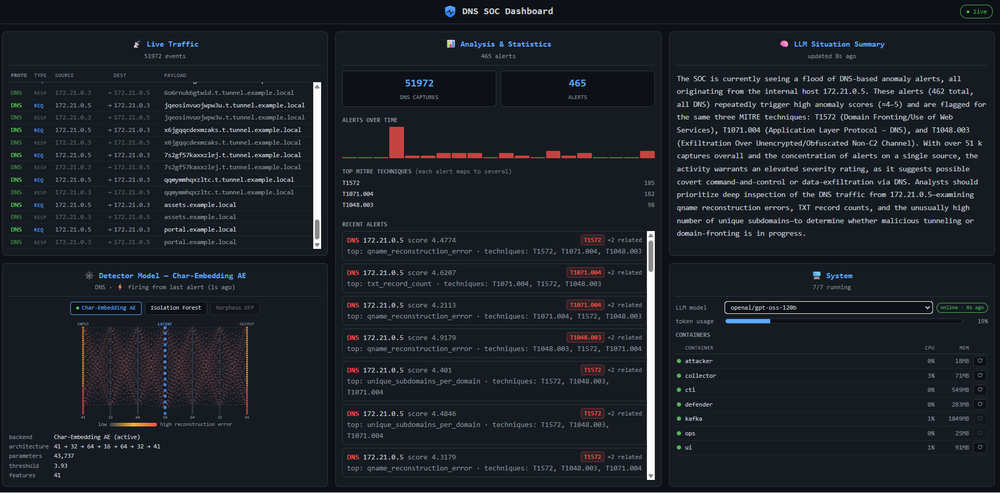 DNS SOC Dashboard
● live
Live Traffic
51972 events
PROTO TYPE SOURCE DEST PAYLOAD
DNS RESP 172.21.0.3 → 172.21.0.5 6o6rnuk6gtwid.t.tunnel.example.local
DNS REQ 172.21.0.5 → 172.21.0.3 jqeosinvuojwpw3u.t.tunnel.example.local
DNS RESP 172.21.0.3 → 172.21.0.5 jqeosinvuojwpw3u.t.tunnel.example.local
DNS REQ 172.21.0.5 → 172.21.0.3 x6jgqqcdexmzaks.t.tunnel.example.local
DNS RESP 172.21.0.3 → 172.21.0.5 x6jgqqcdexmzaks.t.tunnel.example.local
DNS REQ 172.21.0.5 → 172.21.0.3 7s2gf57kaxxzlej.t.tunnel.example.local
DNS RESP 172.21.0.3 → 172.21.0.5 7s2gf57kaxxzlej.t.tunnel.example.local
DNS REQ 172.21.0.5 → 172.21.0.3 qqmymmhqxzltc.t.tunnel.example.local
DNS RESP 172.21.0.3 → 172.21.0.5 qqmymmhqxzltc.t.tunnel.example.local
DNS REQ 172.21.0.5 → 172.21.0.3 assets.example.local
DNS RESP 172.21.0.3 → 172.21.0.5 assets.example.local
DNS REQ 172.21.0.5 → 172.21.0.3 portal.example.local
DNS RESP 172.21.0.3 → 172.21.0.5 portal.example.local
Detector Model — Char-Embedding AE
DNS · firing from last alert (1s ago)
● Char-Embedding AE Isolation Forest Morpheus DFP
INPUT LATENT OUTPUT
41 32 64 16 64 32 41
low high reconstruction error
backend Char-Embedding AE (active)
architecture 41 → 32 → 64 → 16 → 64 → 32 → 41
parameters 43,737
threshold 3.93
features 41
Analysis & Statistics
465 alerts
51972 465
DNS CAPTURES ALERTS
ALERTS OVER TIME
TOP MITRE TECHNIQUES (each alert maps to several)
T1572 185
T1071.004 182
T1048.003 98
RECENT ALERTS
DNS 172.21.0.5 score 4.4774 T1572 +2 related
top: qname_reconstruction_error · techniques: T1572, T1071.004, T1048.003
DNS 172.21.0.5 score 4.6207 T1071.004 +2 related
top: txt_record_count · techniques: T1071.004, T1572, T1048.003
DNS 172.21.0.5 score 4.2113 T1071.004 +2 related
top: qname_reconstruction_error · techniques: T1071.004, T1572, T1048.003
DNS 172.21.0.5 score 4.9179 T1048.003 +2 related
top: qname_reconstruction_error · techniques: T1048.003, T1572, T1071.004
DNS 172.21.0.5 score 4.401 T1572 +2 related
top: unique_subdomains_per_domain · techniques: T1572, T1048.003,
T1071.004
DNS 172.21.0.5 score 4.4846 T1572 +2 related
top: unique_subdomains_per_domain · techniques: T1572, T1048.003,
T1071.004
DNS 172.21.0.5 score 4.3179 T1572 +2 related
top: qname_reconstruction_error · techniques: T1572, T1048.003, T1071.004
LLM Situation Summary
updated 8s ago
The SOC is currently seeing a flood of DNS-based anomaly alerts, all
originating from the internal host 172.21.0.5. These alerts (462 total,
all DNS) repeatedly trigger high anomaly scores (≈4–5) and are flagged for
the same three MITRE techniques: T1572 (Domain Fronting/Use of Web
Services), T1071.004 (Application Layer Protocol – DNS), and T1048.003
(Exfiltration Over Unencrypted/Obfuscated Non-C2 Channel). With over 51 k
captures overall and the concentration of alerts on a single source, the
activity warrants an elevated severity rating, as it suggests possible
covert command-and-control or data-exfiltration via DNS. Analysts should
prioritize deep inspection of the DNS traffic from 172.21.0.5—examining
qname reconstruction errors, TXT record counts, and the unusually high
number of unique subdomains—to determine whether malicious tunneling or
domain-fronting is in progress.
System
7/7 running
LLM model openai/gpt-oss-120b online · 8s ago
token usage 19%
CONTAINERS
CONTAINER CPU MEM
attacker 0% 18MB
collector 3% 71MB
cti 0% 549MB
defender 0% 283MB
kafka 1% 1049MB
ops 0% 25MB
ui 1% 91MB